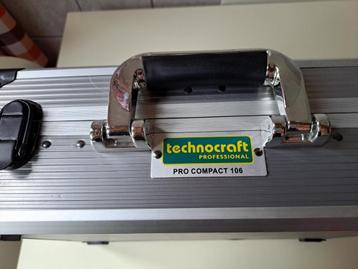 technocraft
PROFESSIONAL
PRO COMPACT 106